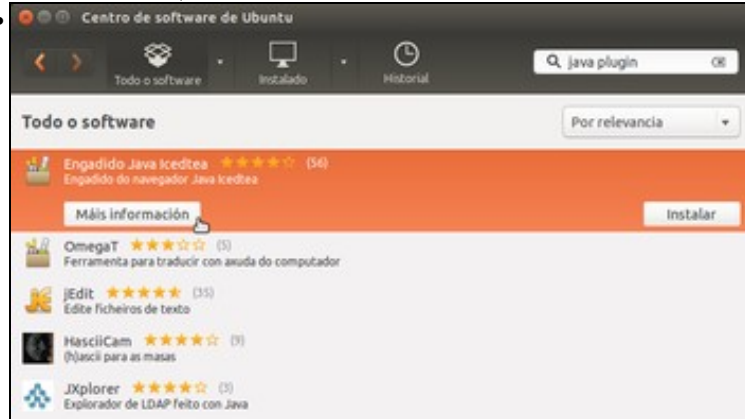 Centro de software de Ubuntu
Todo o software
Instalado
Historial
java plugin
Todo o software
Por relevancia
Engadido Java Icedtea (56)
Engadido do navegador Java Icedtea
Máis información
Instalar
OmegaT (5)
Ferramenta para traducir con axuda do computador
jEdit (35)
Edite ficheiros de texto
HasciiCam (9)
(h)ascii para as masas
JXplorer (3)
Explorador de LDAP feito con Java